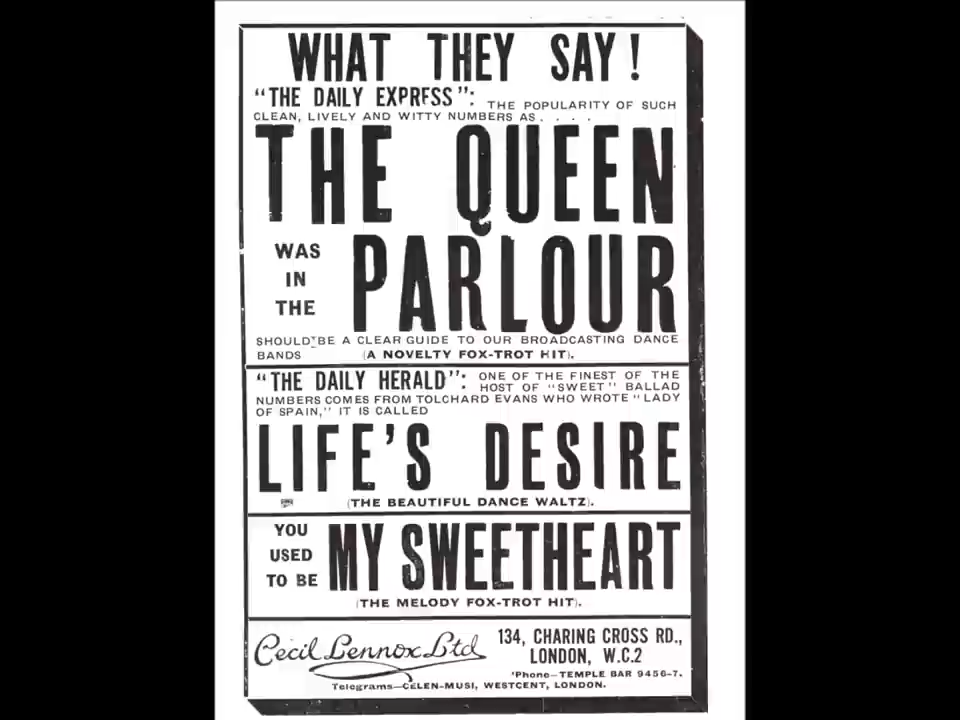 WHAT THEY SAY!
"THE DAILY EXPRESS": THE POPULARITY OF SUCH
CLEAN, LIVELY AND WITTY NUMBERS AS . . . .
THE QUEEN
WAS
IN
THE
PARLOUR
SHOULD BE A CLEAR GUIDE TO OUR BROADCASTING DANCE
BANDS (A NOVELTY FOX-TROT HIT).
"THE DAILY HERALD": ONE OF THE FINEST OF THE
HOST OF "SWEET" BALLAD
NUMBERS COMES FROM TOLCHARD EVANS WHO WROTE "LADY
OF SPAIN," IT IS CALLED
LIFE'S DESIRE
(THE BEAUTIFUL DANCE WALTZ).
YOU
USED
TO BE
MY SWEETHEART
(THE MELODY FOX-TROT HIT).
Cecil Lennox Ltd
134, CHARING CROSS RD.,
LONDON, W.C.2
'Phone—TEMPLE BAR 9456-7.
Telegrams—CELEN-MUSI, WESTCENT, LONDON.